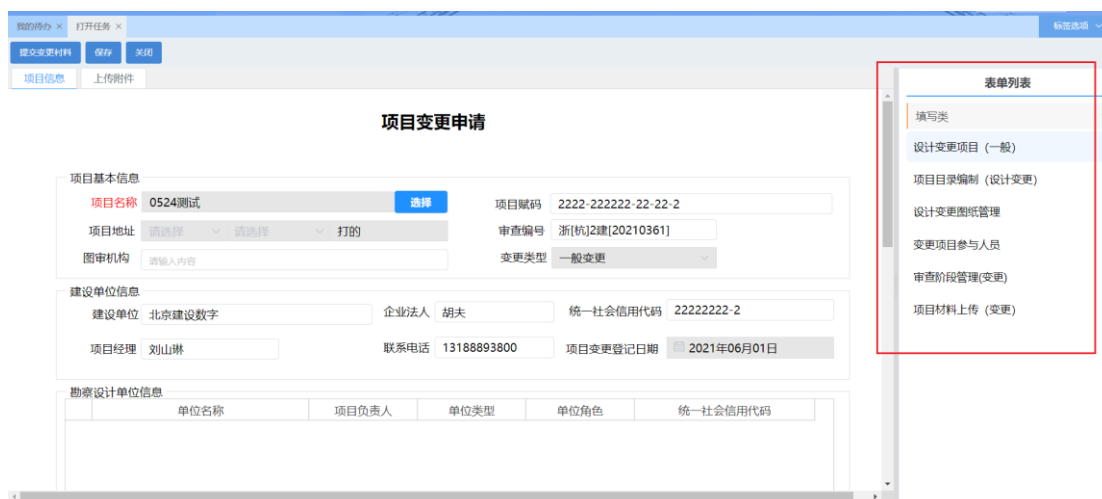 我的待办 × 打开任务 × 标签选项
提交变更材料 保存 关闭
项目信息 上传附件
项目变更申请
项目基本信息
项目名称 0524测试 选择 项目赋码 2222-222222-22-22-2
项目地址 请选择 请选择 打的 审查编号 浙[杭]2建[20210361]
图审机构 请输入内容 变更类型 一般变更
建设单位信息
建设单位 北京建设数字 企业法人 胡夫 统一社会信用代码 22222222-2
项目经理 刘山琳 联系电话 13188893800 项目变更登记日期 2021年06月01日
勘察设计单位信息
单位名称 项目负责人 单位类型 单位角色 统一社会信用代码
表单列表
填写类
设计变更项目（一般）
项目目录编制（设计变更）
设计变更图纸管理
变更项目参与人员
审查阶段管理(变更)
项目材料上传（变更）